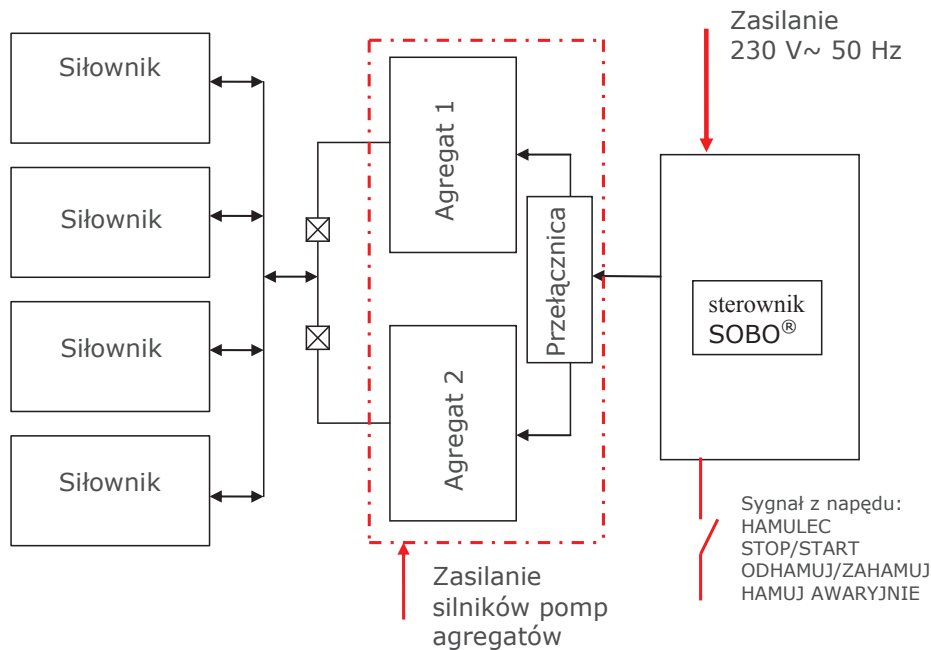 Siłownik
Siłownik
Siłownik
Siłownik
Agregat 1
Agregat 2
Przełącznica
Zasilanie
230 V~ 50 Hz
sterownik
SOBO®
Sygnał z napędu:
HAMULEC
STOP/START
ODHAMUJ/ZAHAMUJ
HAMUJ AWARYJNIE
Zasilanie
silników pomp
agregatów